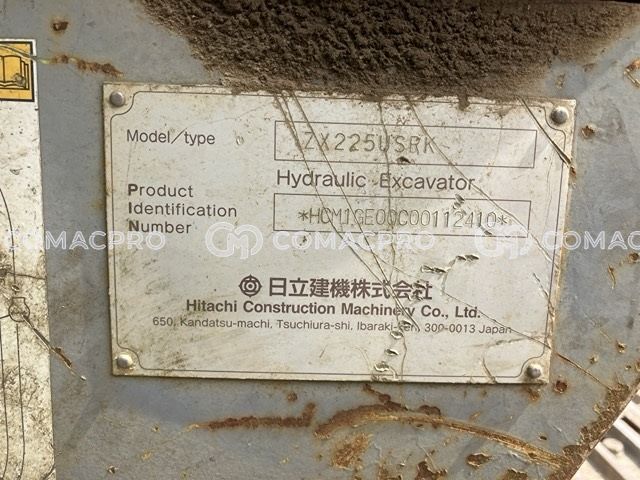 Model/type ZX225USRK
Hydraulic Excavator
Product
Identification
Number *HCM1GE00C00112410*
COMACPRO COMACPRO COMACPRO
日立建機株式会社
Hitachi Construction Machinery Co., Ltd.
650, Kandatsu-machi, Tsuchiura-shi, Ibaraki-ken, 300-0013 Japan